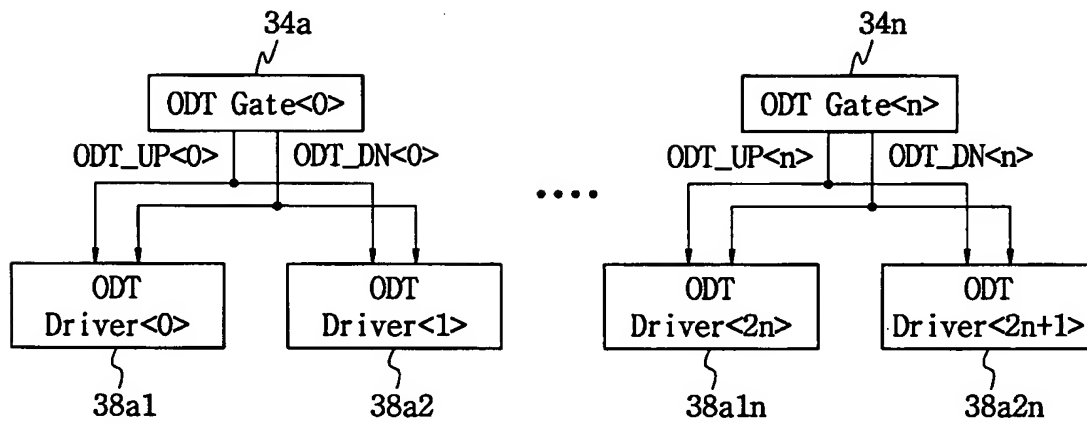 34a
34n
ODT Gate<0>
ODT Gate<n>
ODT_UP<0>
ODT_DN<0>
ODT_UP<n>
ODT_DN<n>
ODT
Driver<0>
ODT
Driver<1>
ODT
Driver<2n>
ODT
Driver<2n+1>
38a1
38a2
38a1n
38a2n